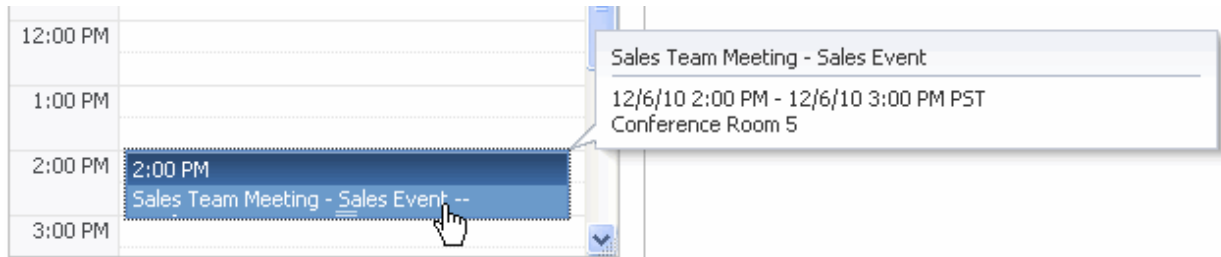 12:00 PM
1:00 PM
2:00 PM
3:00 PM
2:00 PM
Sales Team Meeting - Sales Event --
Sales Team Meeting - Sales Event
12/6/10 2:00 PM - 12/6/10 3:00 PM PST
Conference Room 5